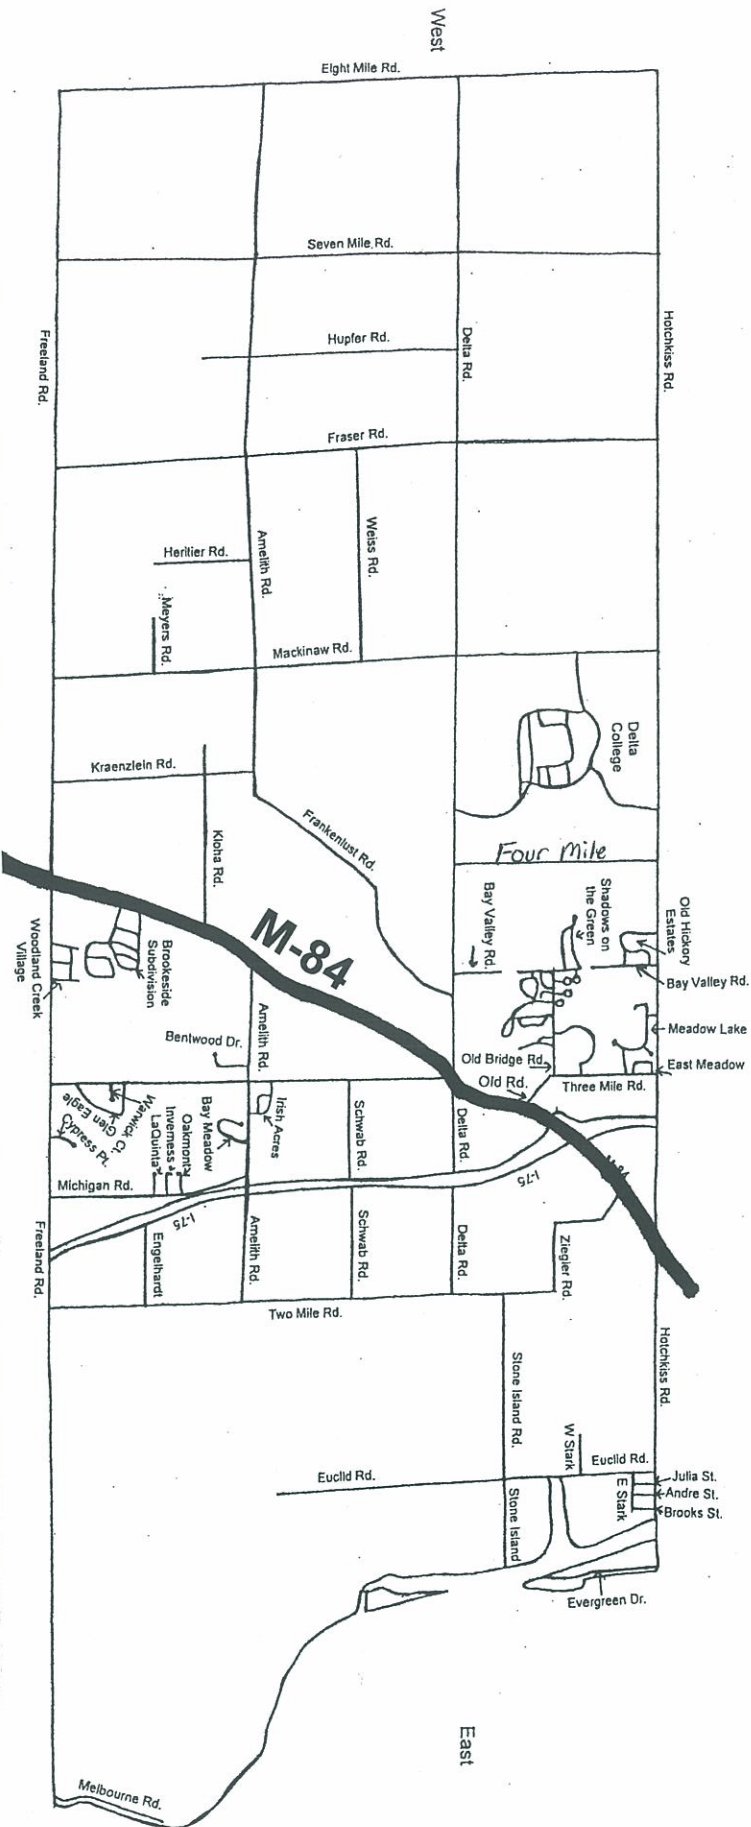 West
Eight Mile Rd.
Seven Mile Rd.
Hupfer Rd.
Delta Rd.
Hotchkiss Rd.
Freeland Rd.
Fraser Rd.
Heritier Rd.
Amelith Rd.
Weiss Rd.
Meyers Rd.
Mackinaw Rd.
Delta
College
Kraenzlein Rd.
Kloha Rd.
Frankenlust Rd.
Four Mile
M-84
Bay Valley Rd.
Shadows on
the Green
Old Hickory
Estates
Bay Valley Rd.
Meadow Lake
East Meadow
Woodland Creek
Village
Brookeside
Subdivision
Bentwood Dr.
Amelith Rd.
Old Bridge Rd.
Old Rd.
Three Mile Rd.
Glen Eagle
Warwick Ct.
Cypress Pt.
LaQuinta
Inverness
Oakmont
Bay Meadow
Irish Acres
Schwab Rd.
Delta Rd.
M-84
I-75
Michigan Rd.
I-75
Freeland Rd.
Engelhardt
Amelith Rd.
Schwab Rd.
Delta Rd.
Ziegler Rd.
Two Mile Rd.
Stone Island Rd.
Hotchkiss Rd.
W Stark
Euclid Rd.
Euclid Rd.
Stone Island
E Stark
Julia St.
Andre St.
Brooks St.
Evergreen Dr.
East
Melbourne Rd.